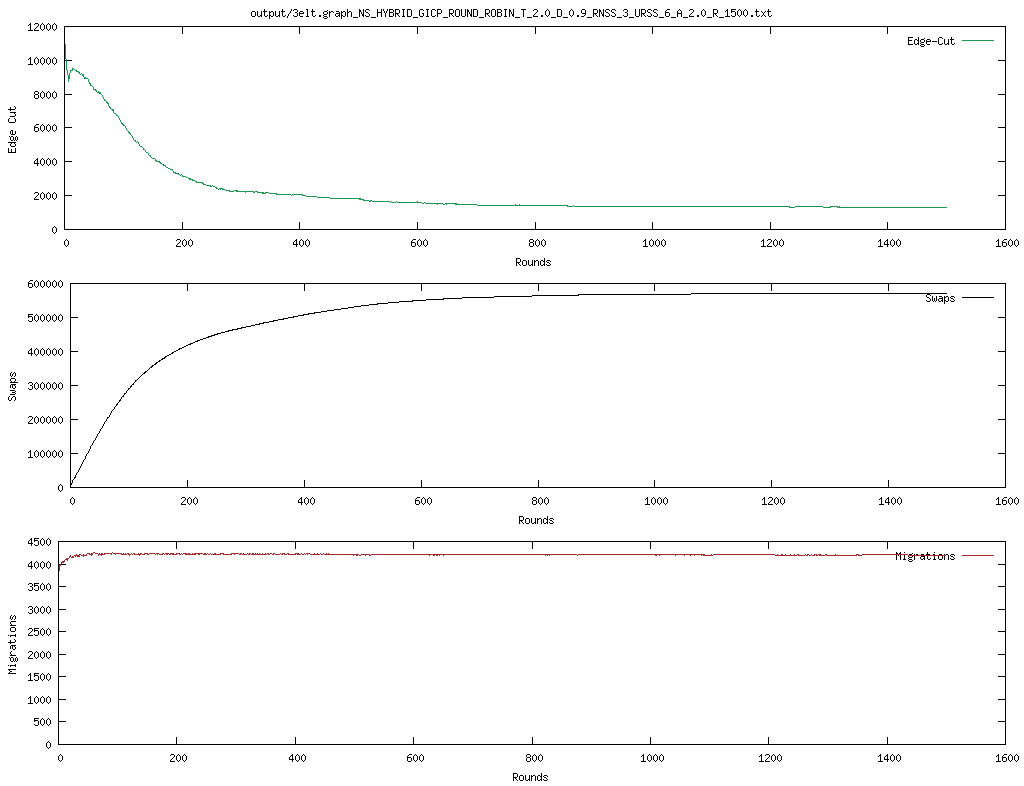 output/3elt.graph_NS_HYBRID_GICP_ROUND_ROBIN_T_2.0_D_0.9_RNSS_3_URSS_6_A_2.0_R_1500.txt
12000
10000
8000
6000
4000
2000
0
Edge Cut
Edge-Cut
0 200 400 600 800 1000 1200 1400 1600
Rounds
600000
500000
400000
300000
200000
100000
0
Swaps
Swaps
0 200 400 600 800 1000 1200 1400 1600
Rounds
4500
4000
3500
3000
2500
2000
1500
1000
500
0
Migrations
Migrations
0 200 400 600 800 1000 1200 1400 1600
Rounds